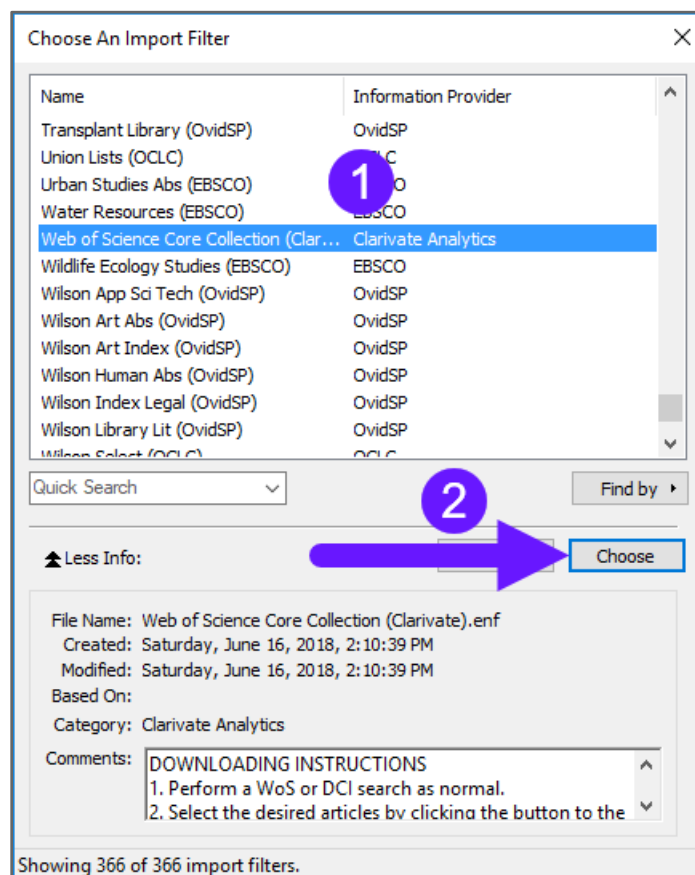 Choose An Import Filter
Name Information Provider
Transplant Library (OvidSP) OvidSP
Union Lists (OCLC)
1
Urban Studies Abs (EBSCO)
Water Resources (EBSCO) EBSCO
Web of Science Core Collection (Clar... Clarivate Analytics
Wildlife Ecology Studies (EBSCO) EBSCO
Wilson App Sci Tech (OvidSP) OvidSP
Wilson Art Abs (OvidSP) OvidSP
Wilson Art Index (OvidSP) OvidSP
Wilson Human Abs (OvidSP) OvidSP
Wilson Index Legal (OvidSP) OvidSP
Wilson Library Lit (OvidSP) OvidSP
Wilson Select (OCLC) OCLC
Quick Search 2 Find by
Less Info: Choose
File Name: Web of Science Core Collection (Clarivate).enf
Created: Saturday, June 16, 2018, 2:10:39 PM
Modified: Saturday, June 16, 2018, 2:10:39 PM
Based On:
Category: Clarivate Analytics
Comments: DOWNLOADING INSTRUCTIONS
1. Perform a WoS or DCI search as normal.
2. Select the desired articles by clicking the button to the
Showing 366 of 366 import filters.